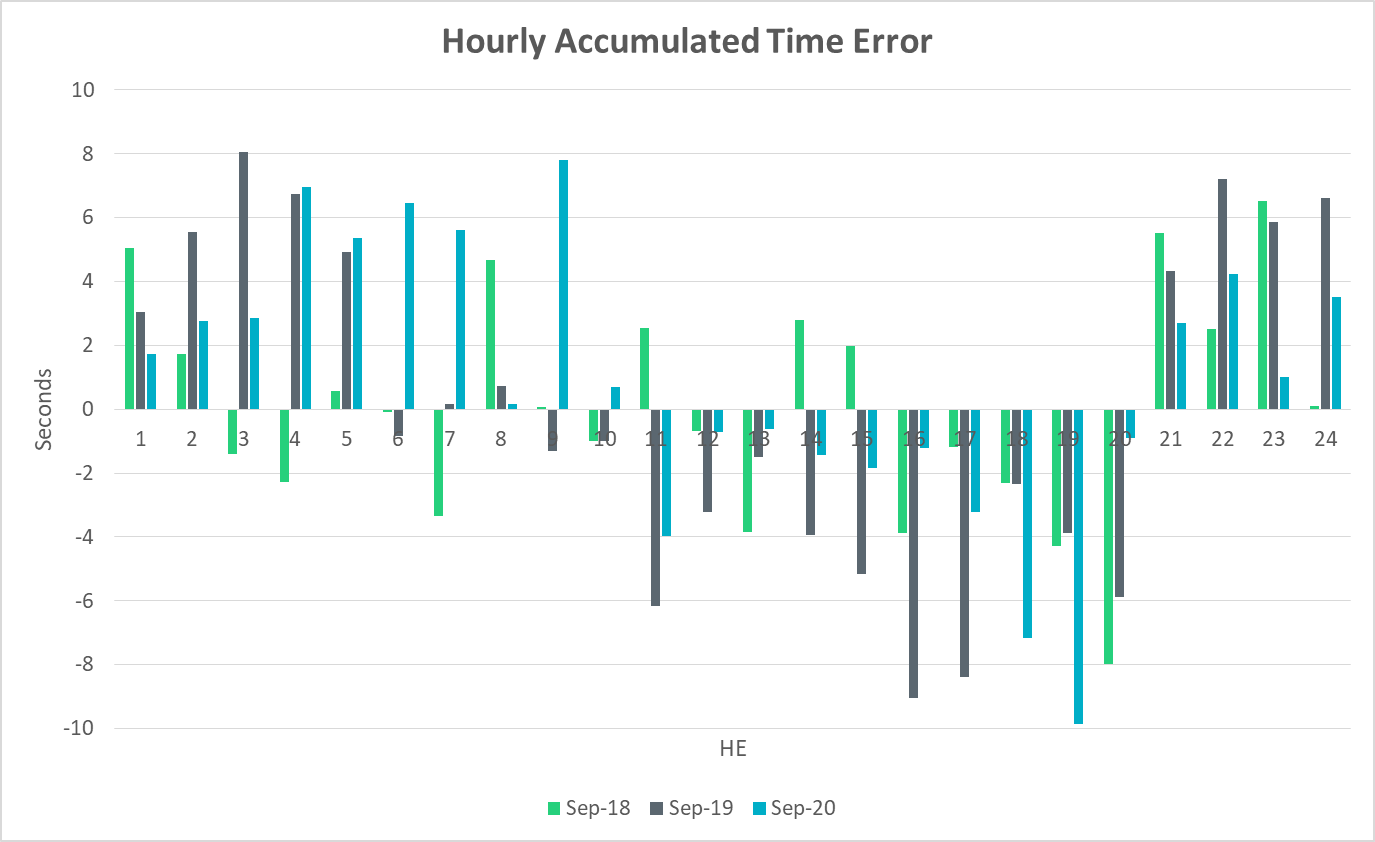 Hourly Accumulated Time Error
10
8
6
4
2
0
-2
-4
-6
-8
-10
Seconds
1 2 3 4 5 6 7 8 9 10 11 12 13 14 15 16 17 18 19 20 21 22 23 24
HE
Sep-18 Sep-19 Sep-20